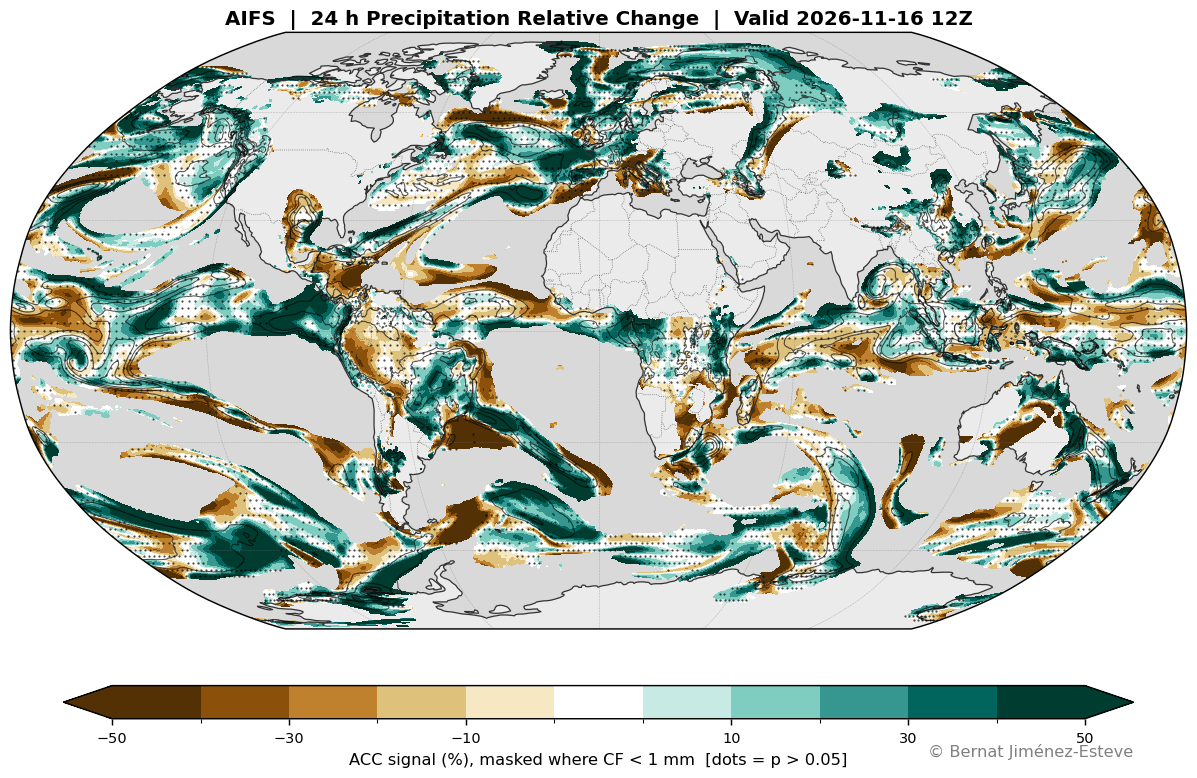 AIFS | 24 h Precipitation Relative Change | Valid 2026-11-16 12Z
−50 −30 −10 10 30 50
© Bernat Jiménez-Esteve
ACC signal (%), masked where CF < 1 mm [dots = p > 0.05]